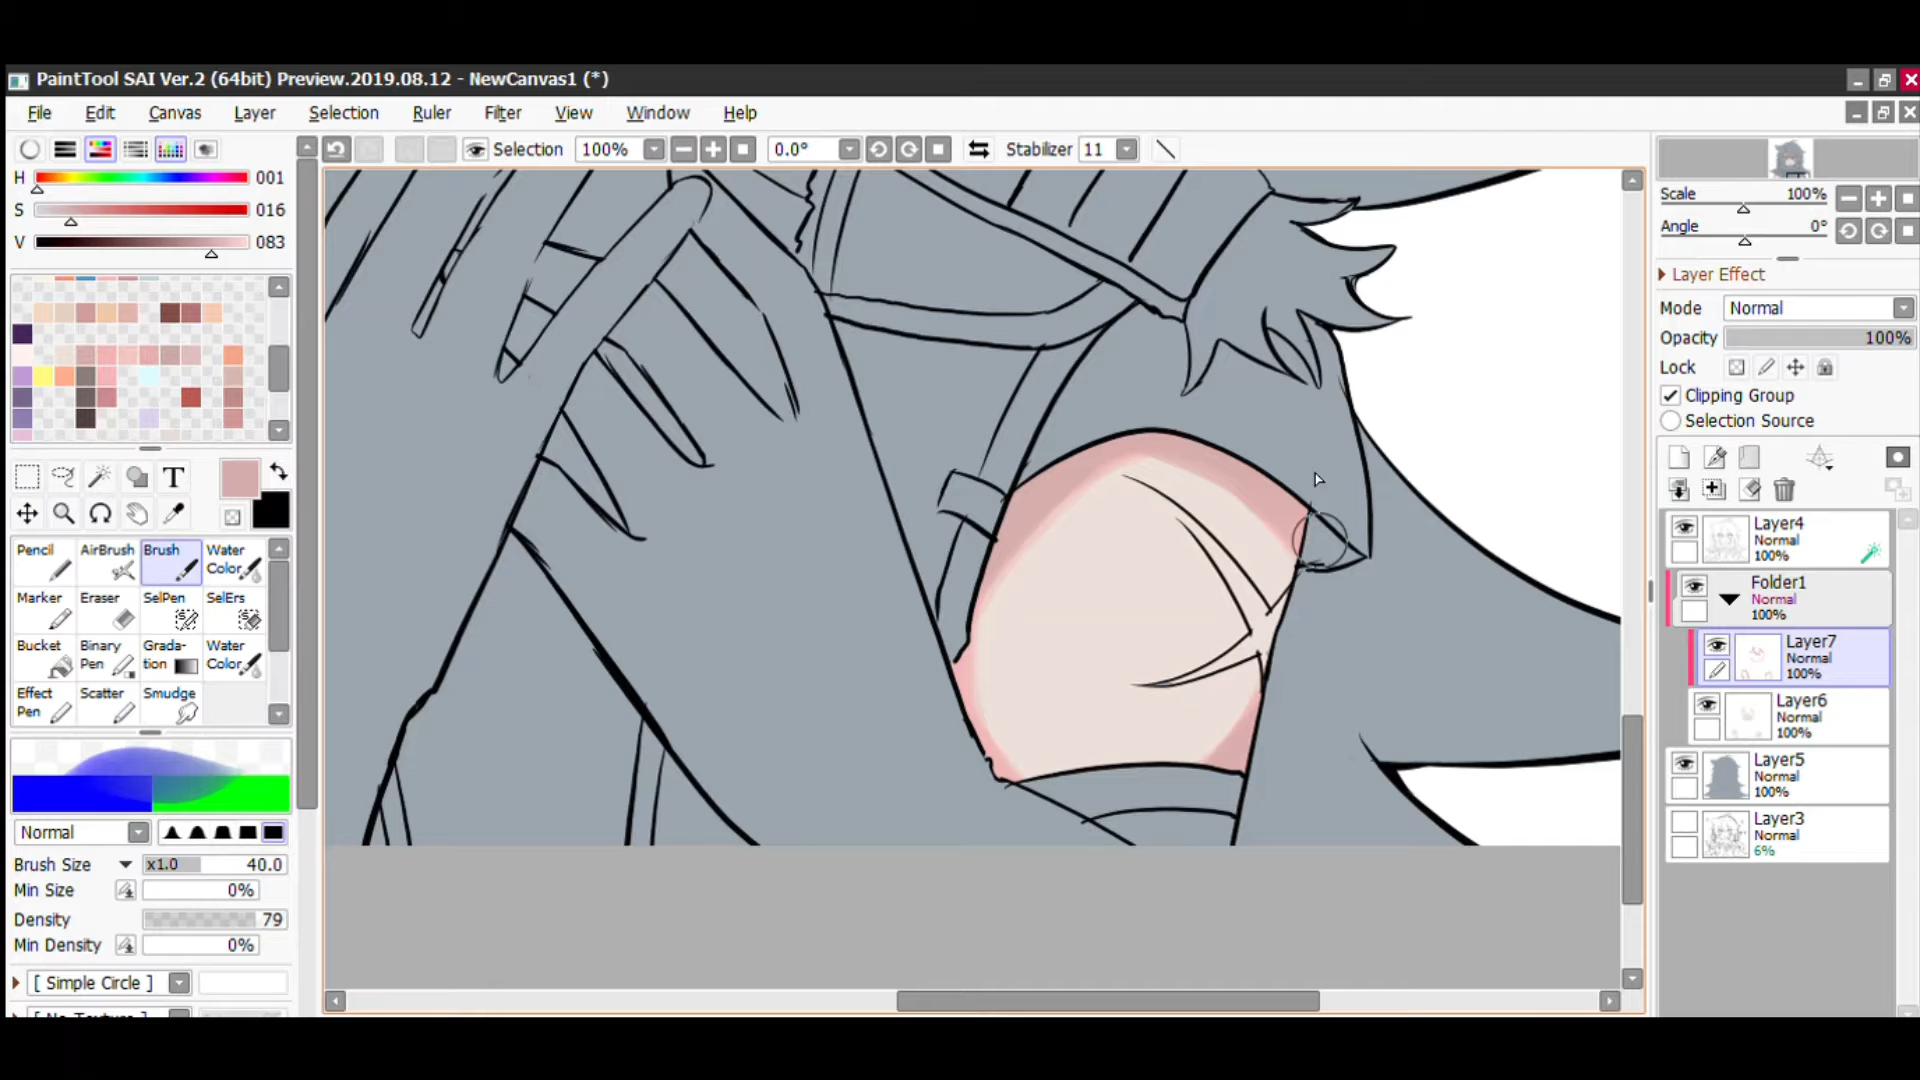 PaintTool SAI Ver.2 (64bit) Preview.2019.08.12 - NewCanvas1 (*)
File Edit Canvas Layer Selection Ruler Filter View Window Help
Selection 100% 0.0° Stabilizer 11
H 001
S 016
V 083
T
Pencil AirBrush Brush Water Color
Marker Eraser SelPen SelErs
Bucket Binary Pen Grada-tion Water Color
Effect Pen Scatter Smudge
Normal
Brush Size x1.0 40.0
Min Size 0%
Density 79
Min Density 0%
[ Simple Circle ]
Scale 100%
Angle 0°
Layer Effect
Mode Normal
Opacity 100%
Lock
Clipping Group
Selection Source
Layer4
Normal
100%
Folder1
Normal
100%
Layer7
Normal
100%
Layer6
Normal
100%
Layer5
Normal
100%
Layer3
Normal
6%